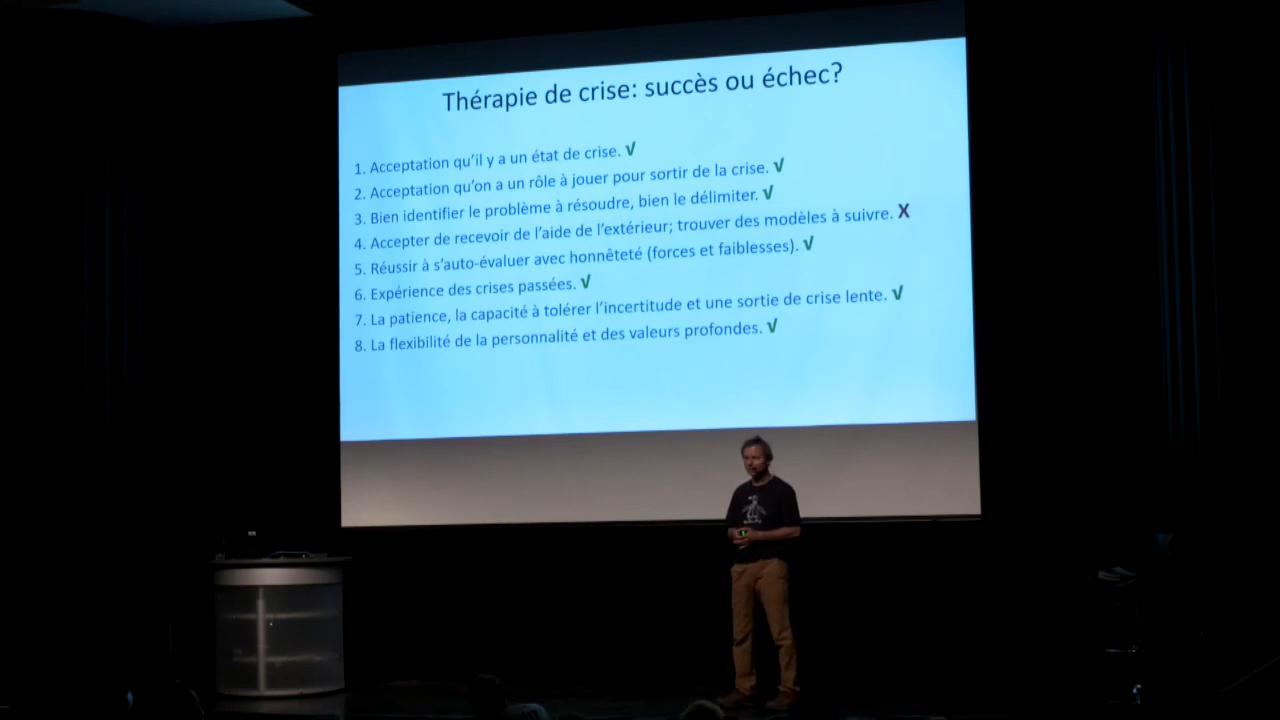 Thérapie de crise: succès ou échec?
1. Acceptation qu'il y a un état de crise. √
2. Acceptation qu'on a un rôle à jouer pour sortir de la crise. √
3. Bien identifier le problème à résoudre, bien le délimiter. √
4. Accepter de recevoir de l'aide de l'extérieur; trouver des modèles à suivre. X
5. Réussir à s'auto-évaluer avec honnêteté (forces et faiblesses). √
6. Expérience des crises passées. √
7. La patience, la capacité à tolérer l'incertitude et une sortie de crise lente. √
8. La flexibilité de la personnalité et des valeurs profondes. √